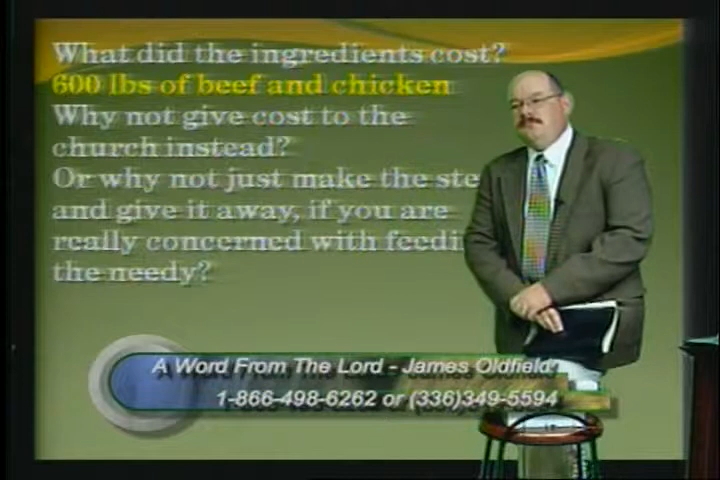 What did the ingredients cost?
600 lbs of beef and chicken
Why not give cost to the
church instead?
Or why not just make the ste
and give it away, if you are
really concerned with feedi
the needy?
A Word From The Lord - James Oldfield
1-866-498-6262 or (336)349-5594